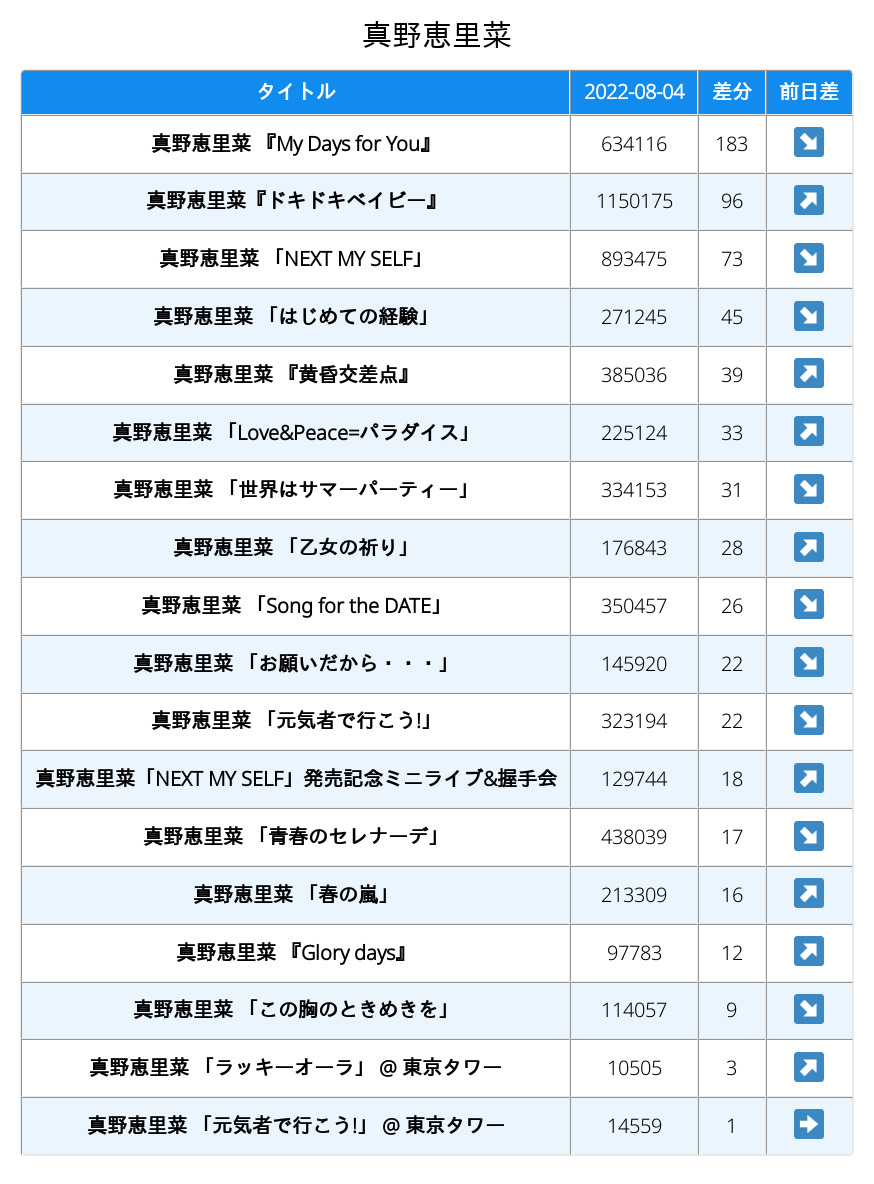 真野恵里菜
タイトル 2022-08-04 差分 前日差
真野恵里菜 『My Days for You』 634116 183 ↘
真野恵里菜『ドキドキベイビー』 1150175 96 ↗
真野恵里菜 「NEXT MY SELF」 893475 73 ↘
真野恵里菜 「はじめての経験」 271245 45 ↘
真野恵里菜 『黄昏交差点』 385036 39 ↗
真野恵里菜 「Love&Peace=パラダイス」 225124 33 ↗
真野恵里菜 「世界はサマーパーティー」 334153 31 ↘
真野恵里菜 「乙女の祈り」 176843 28 ↗
真野恵里菜 「Song for the DATE」 350457 26 ↘
真野恵里菜 「お願いだから・・・」 145920 22 ↘
真野恵里菜 「元気者で行こう!」 323194 22 ↘
真野恵里菜「NEXT MY SELF」発売記念ミニライブ&握手会 129744 18 ↗
真野恵里菜 「青春のセレナーデ」 438039 17 ↘
真野恵里菜 「春の嵐」 213309 16 ↗
真野恵里菜 『Glory days』 97783 12 ↗
真野恵里菜 「この胸のときめきを」 114057 9 ↘
真野恵里菜 「ラッキーオーラ」 @ 東京タワー 10505 3 ↗
真野恵里菜 「元気者で行こう!」 @ 東京タワー 14559 1 ➡